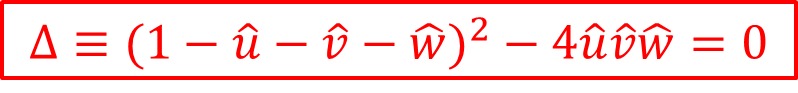 Δ ≡ (1 − û − v̂ − ŵ)² − 4ûv̂ŵ = 0